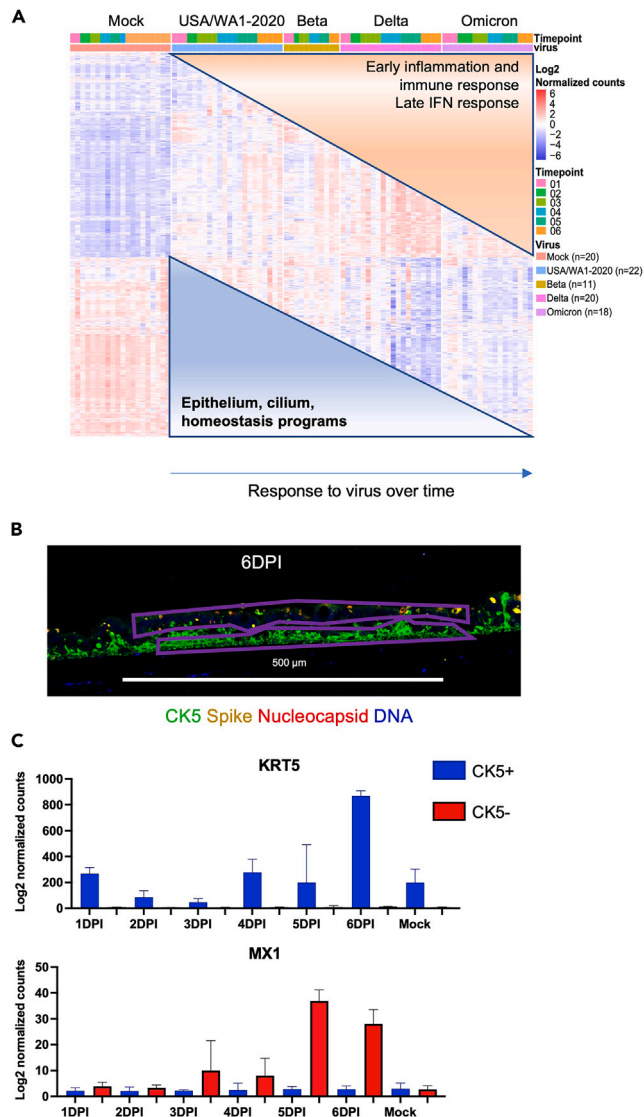 A
Mock USA/WA1-2020 Beta Delta Omicron
Timepoint
virus
Early inflammation and
immune response
Late IFN response
Log2
Normalized counts
6
4
2
0
−2
−4
−6
Timepoint
01
02
03
04
05
06
Virus
Mock (n=20)
USA/WA1-2020 (n=22)
Beta (n=11)
Delta (n=20)
Omicron (n=18)
Epithelium, cilium,
homeostasis programs
Response to virus over time
B
6DPI
500 µm
CK5 Spike Nucleocapsid DNA
C
KRT5
CK5+
CK5-
Log2 normalized counts
1000
800
600
400
200
0
1DPI 2DPI 3DPI 4DPI 5DPI 6DPI Mock
MX1
Log2 normalized counts
50
40
30
20
10
0
1DPI 2DPI 3DPI 4DPI 5DPI 6DPI Mock